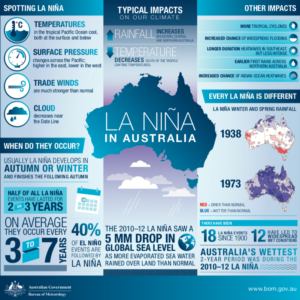 SPOTTING LA NIÑA
TEMPERATURES
in the tropical Pacific Ocean cool,
both at the surface and below
SURFACE PRESSURE
changes across the Pacific:
higher in the east, lower in the west
TRADE WINDS
are much stronger than normal
CLOUD
decreases near
the Date Line
WHEN DO THEY OCCUR?
USUALLY LA NIÑA DEVELOPS IN
AUTUMN OR WINTER
AND FINISHES THE FOLLOWING AUTUMN
HALF OF ALL LA NIÑA
EVENTS HAVE LASTED FOR
2 TO 3 YEARS
ON AVERAGE
THEY OCCUR EVERY
3 TO 7 YEARS
TYPICAL IMPACTS
ON OUR CLIMATE
RAINFALL INCREASES
TEMPERATURE
DECREASES
LA NIÑA
IN AUSTRALIA
40%
OF EL NIÑO
EVENTS ARE
FOLLOWED BY
LA NIÑA
THE 2010–12 LA NIÑA SAW A
5 MM DROP IN
GLOBAL SEA LEVEL
AS MORE EVAPORATED SEA WATER
RAINED OVER LAND THAN NORMAL
OTHER IMPACTS
MORE TROPICAL CYCLONES
INCREASED CHANCE OF WIDESPREAD FLOODING
LONGER DURATION HEATWAVES IN SOUTHEAST
BUT LESS INTENSE
EARLIER FIRST RAINS ACROSS
NORTHERN AUSTRALIA
INCREASED CHANCE OF INDIAN OCEAN HEATWAVES
EVERY LA NIÑA IS DIFFERENT
LA NIÑA WINTER AND SPRING RAINFALL
1938
1973
RED – DRIER THAN NORMAL
BLUE – WETTER THAN NORMAL
THERE HAVE BEEN
18 LA NIÑA EVENTS
SINCE 1900
12 HAVE LED TO
WIDESPREAD
WET CONDITIONS
AUSTRALIA'S WETTEST
2-YEAR PERIOD WAS DURING THE
2010–12 LA NIÑA
Australian Government
Bureau of Meteorology
www.bom.gov.au